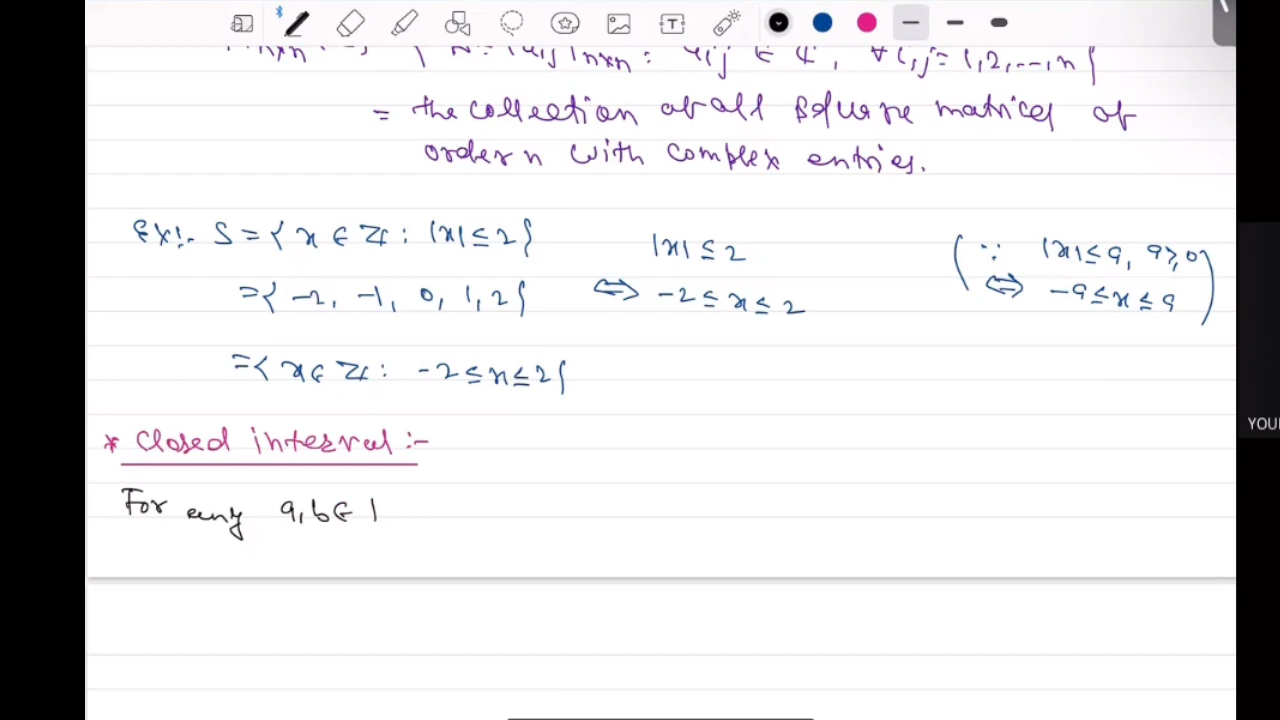 = the collection of all square matrices of
order n with complex entries.
Ex:- S = { x ∈ ℤ : |x| ≤ 2 }
|x| ≤ 2
( ∵ |x| ≤ a, a ≥ 0
= { -2, -1, 0, 1, 2 }
⇔ -2 ≤ x ≤ 2
⇔ -a ≤ x ≤ a )
= { x ∈ ℤ : -2 ≤ x ≤ 2 }
* Closed interval :-
For any a, b ∈ |
YOU